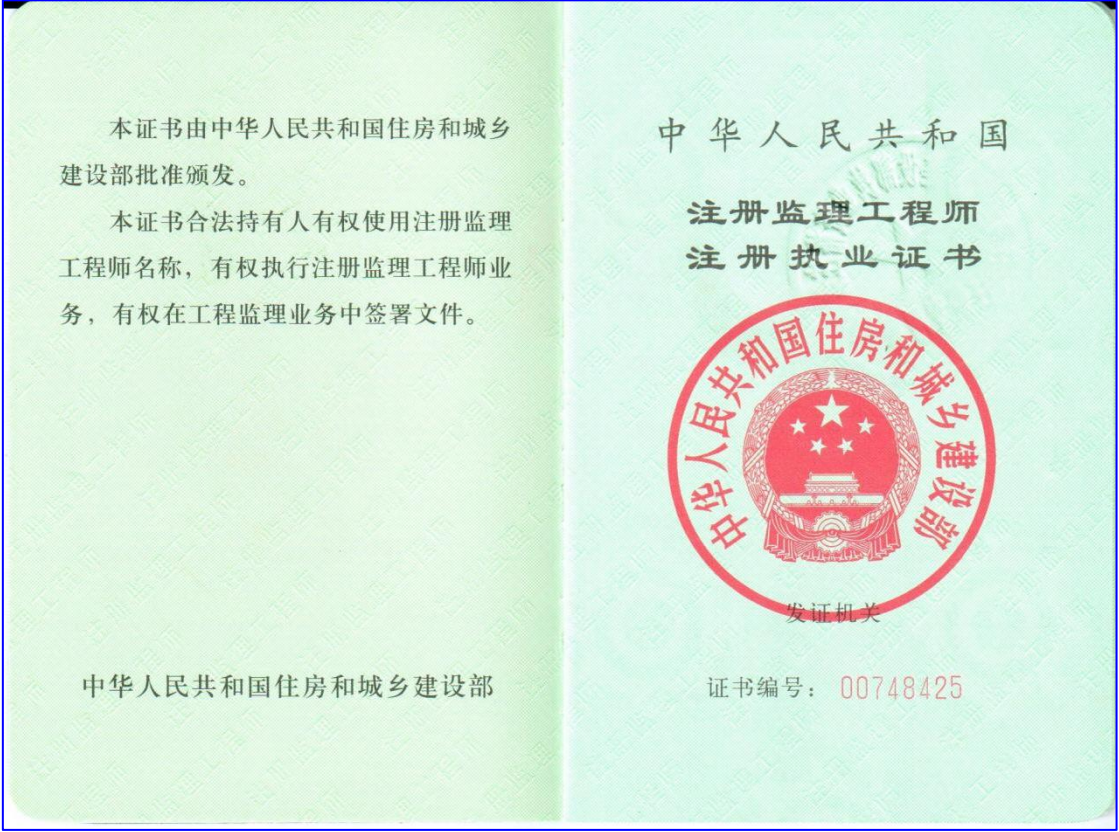 本证书由中华人民共和国住房和城乡
建设部批准颁发。
本证书合法持有人有权使用注册监理
工程师名称，有权执行注册监理工程师业
务，有权在工程监理业务中签署文件。
中华人民共和国住房和城乡建设部
中华人民共和国
注册监理工程师
注册执业证书
中华人民共和国住房和城乡建设部
发证机关
证书编号：00748425